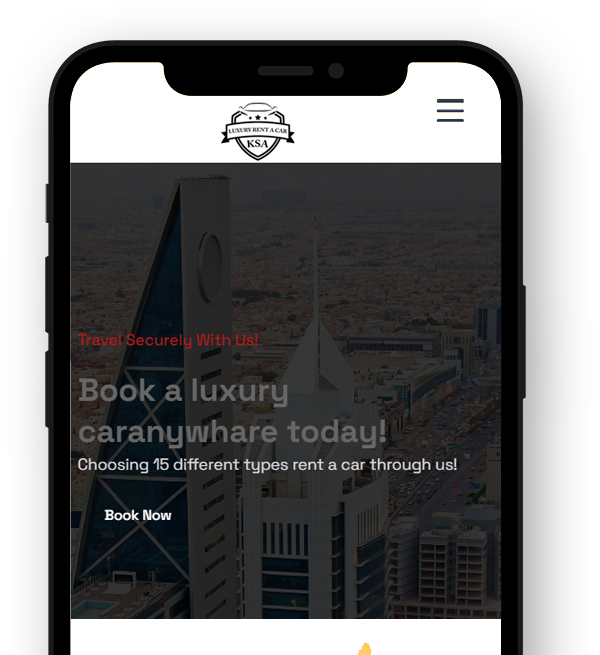 LUXURY RENT A CAR
KSA
Travel Securely With Us!
Book a luxury
caranywhare today!
Choosing 15 different types rent a car through us!
Book Now